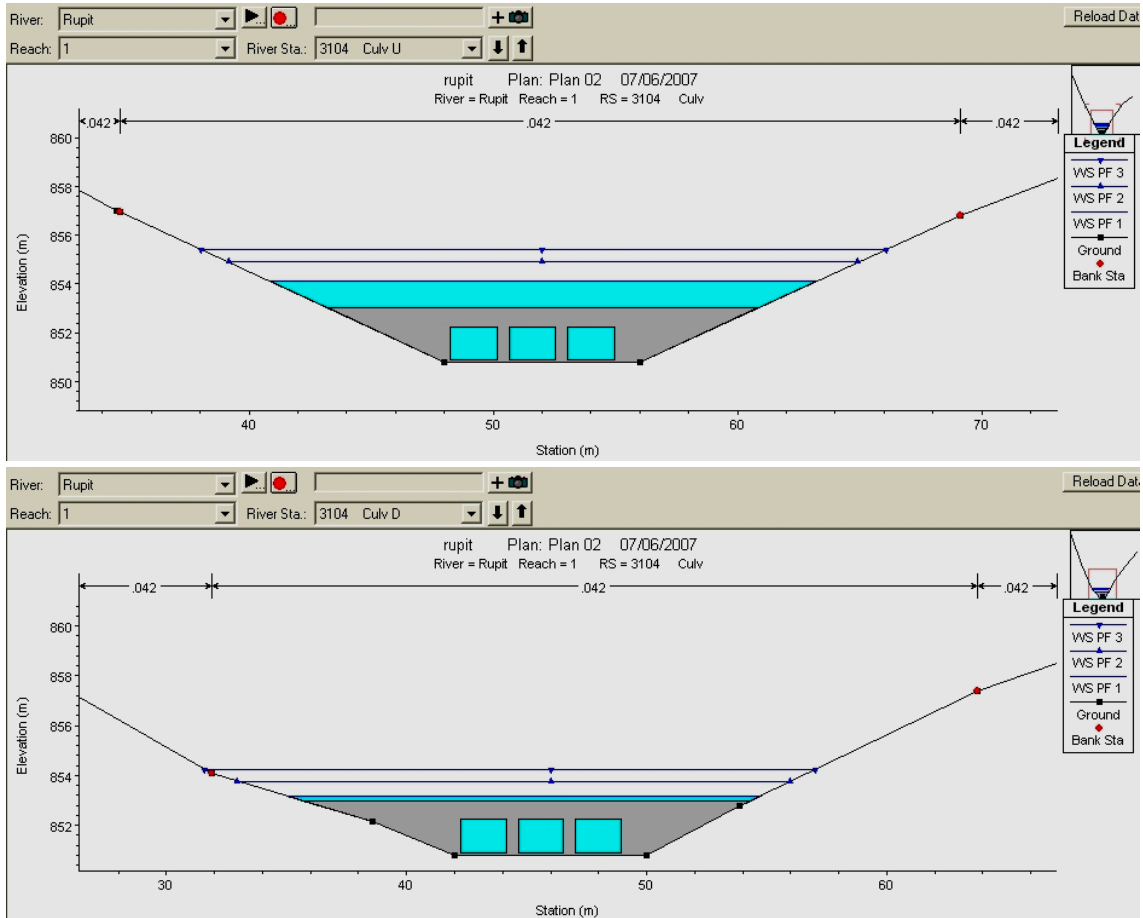 River: Rupit
Reload Data
Reach: 1 River Sta.: 3104 Culv U
rupit Plan: Plan 02 07/06/2007
River = Rupit Reach = 1 RS = 3104 Culv
.042 .042 .042
Legend
WS PF 3
WS PF 2
WS PF 1
Ground
Bank Sta
Elevation (m)
860
858
856
854
852
850
40 50 60 70
Station (m)
River: Rupit
Reload Data
Reach: 1 River Sta.: 3104 Culv D
rupit Plan: Plan 02 07/06/2007
River = Rupit Reach = 1 RS = 3104 Culv
.042 .042 .042
Legend
WS PF 3
WS PF 2
WS PF 1
Ground
Bank Sta
Elevation (m)
860
858
856
854
852
30 40 50 60
Station (m)